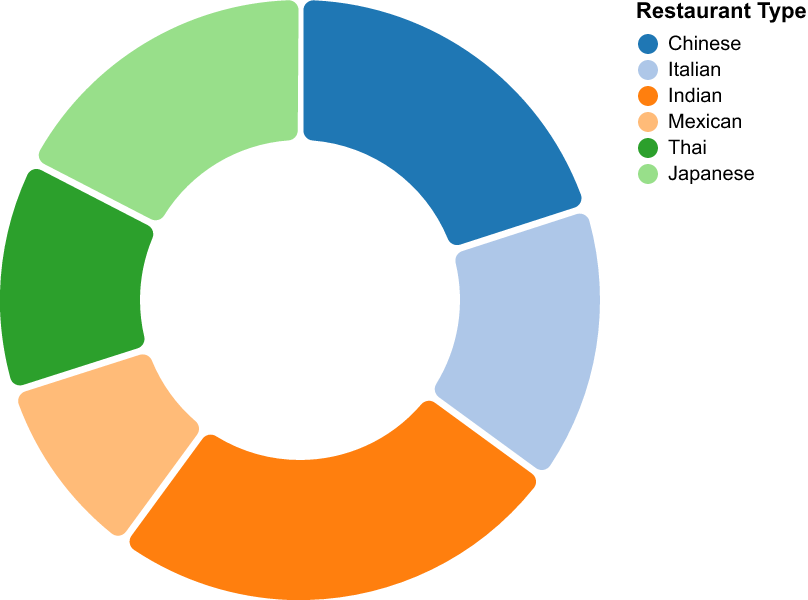 Restaurant Type
Chinese
Italian
Indian
Mexican
Thai
Japanese